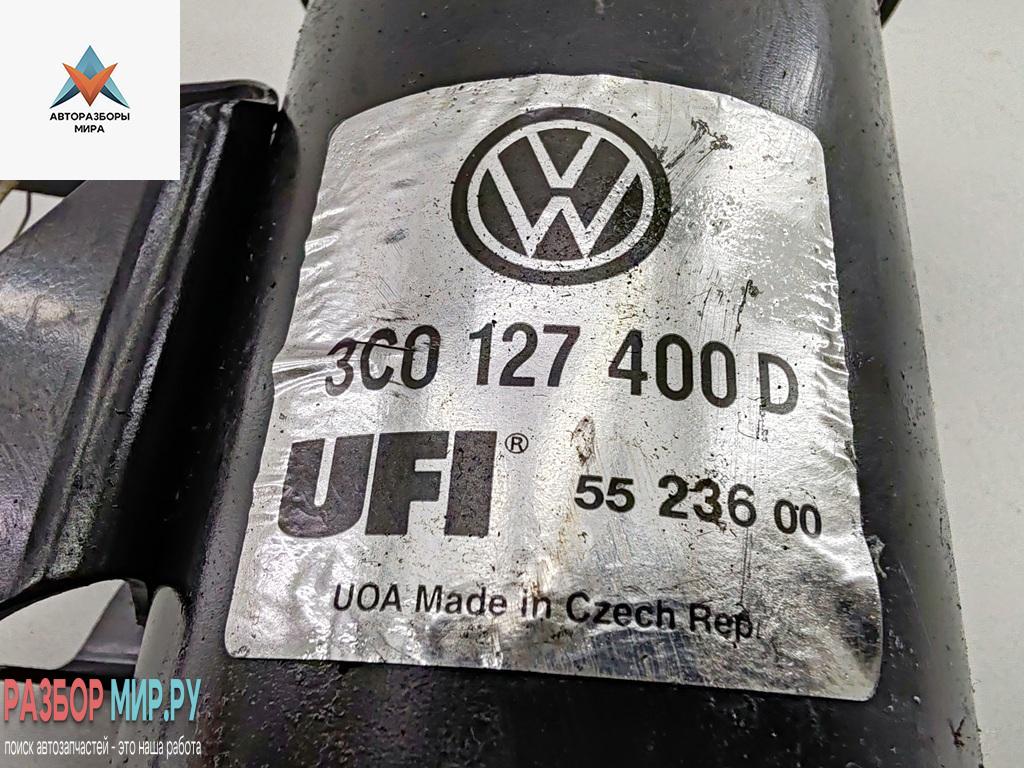 АВТОРАЗБОРЫ
МИРА
3C0 127 400 D
UFI® 55 236 00
UOA Made in Czech Rep.
РАЗБОР МИР.РУ
поиск автозапчастей - это наша работа